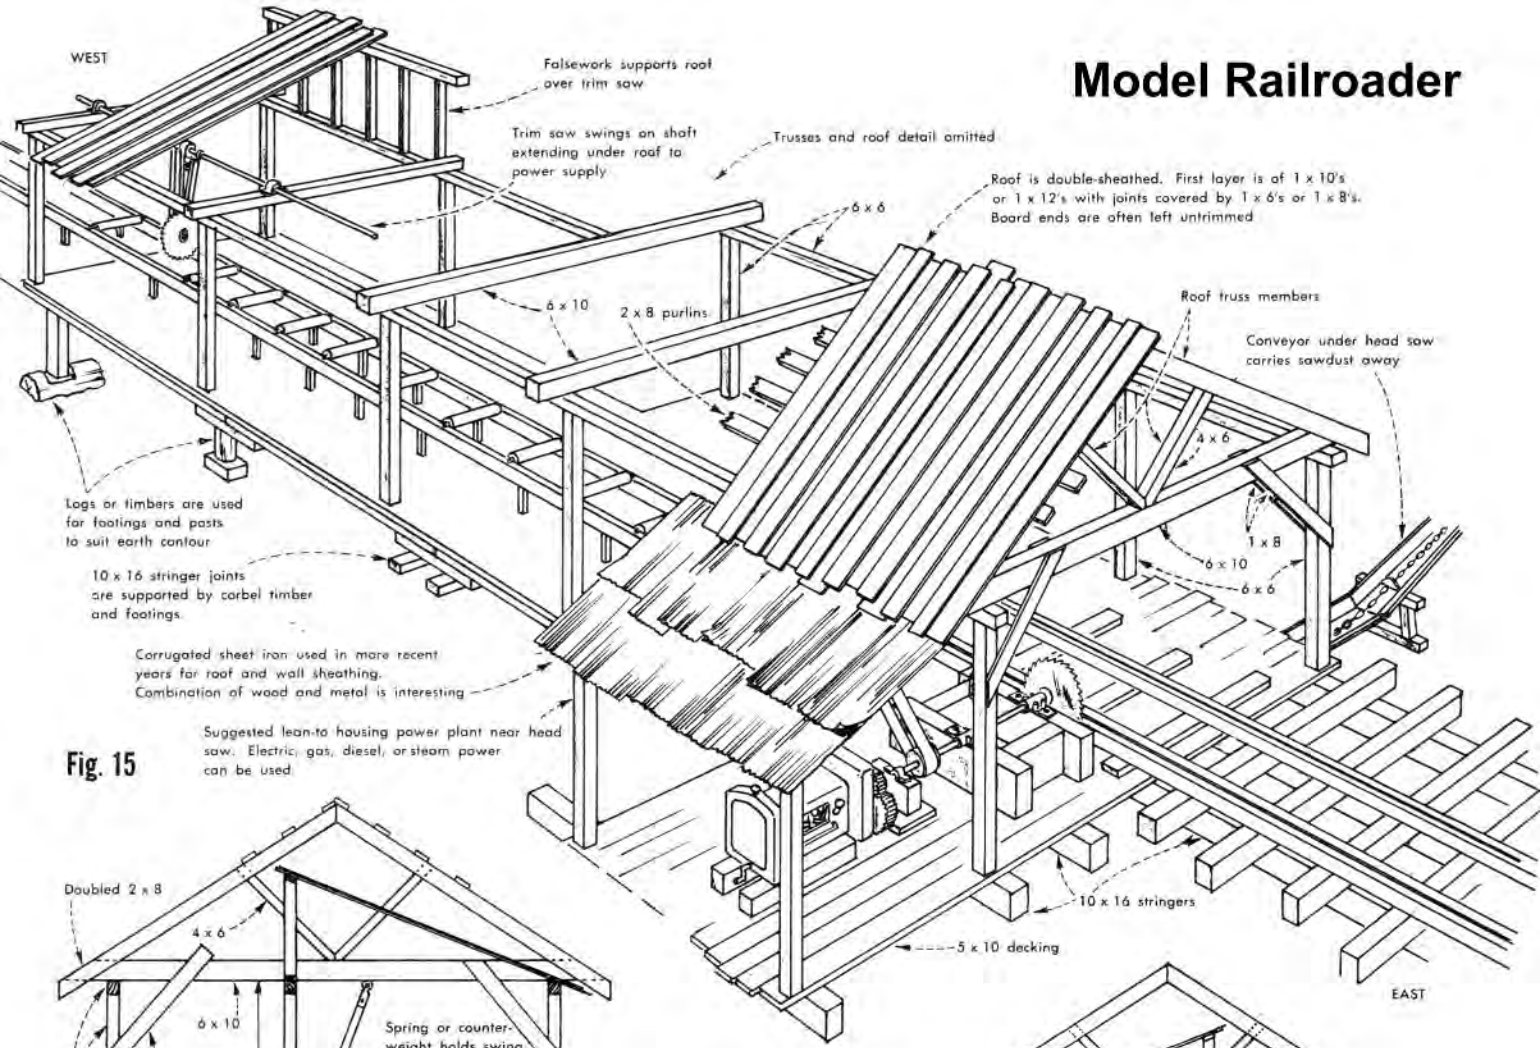 WEST
Model Railroader
Falsework supports roof
over trim saw
Trim saw swings on shaft
extending under roof to
power supply
Trusses and roof detail omitted
Roof is double-sheathed. First layer is of 1 x 10's
or 1 x 12's with joints covered by 1 x 6's or 1 x 8's.
Board ends are often left untrimmed
6 x 6
6 x 10
2 x 8 purlins
Roof truss members
Conveyor under head saw
carries sawdust away
4 x 6
1 x 8
6 x 10
6 x 6
Logs or timbers are used
for footings and posts
to suit earth contour
10 x 16 stringer joints
are supported by corbel timber
and footings.
Corrugated sheet iron used in more recent
years for roof and wall sheathing.
Combination of wood and metal is interesting
Suggested lean-to housing power plant near head
saw. Electric, gas, diesel, or steam power
can be used
Fig. 15
10 x 16 stringers
5 x 10 decking
EAST
Doubled 2 x 8
4 x 6
6 x 10
Spring or counter-
weight holds swing